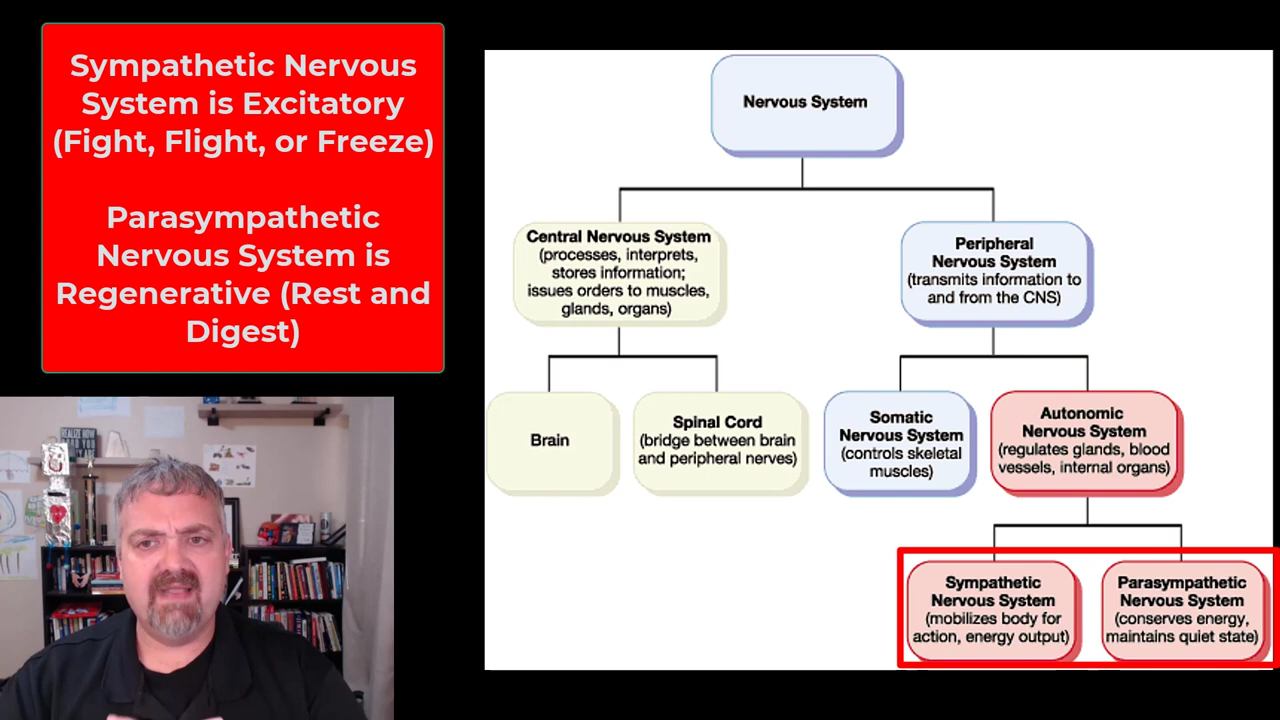 Sympathetic Nervous
System is Excitatory
(Fight, Flight, or Freeze)
Parasympathetic
Nervous System is
Regenerative (Rest and
Digest)
Nervous System
Central Nervous System
(processes, interprets,
stores information;
issues orders to muscles,
glands, organs)
Peripheral
Nervous System
(transmits information to
and from the CNS)
Brain
Spinal Cord
(bridge between brain
and peripheral nerves)
Somatic
Nervous System
(controls skeletal
muscles)
Autonomic
Nervous System
(regulates glands, blood
vessels, internal organs)
Sympathetic
Nervous System
(mobilizes body for
action, energy output)
Parasympathetic
Nervous System
(conserves energy,
maintains quiet state)
REALIZE HOW